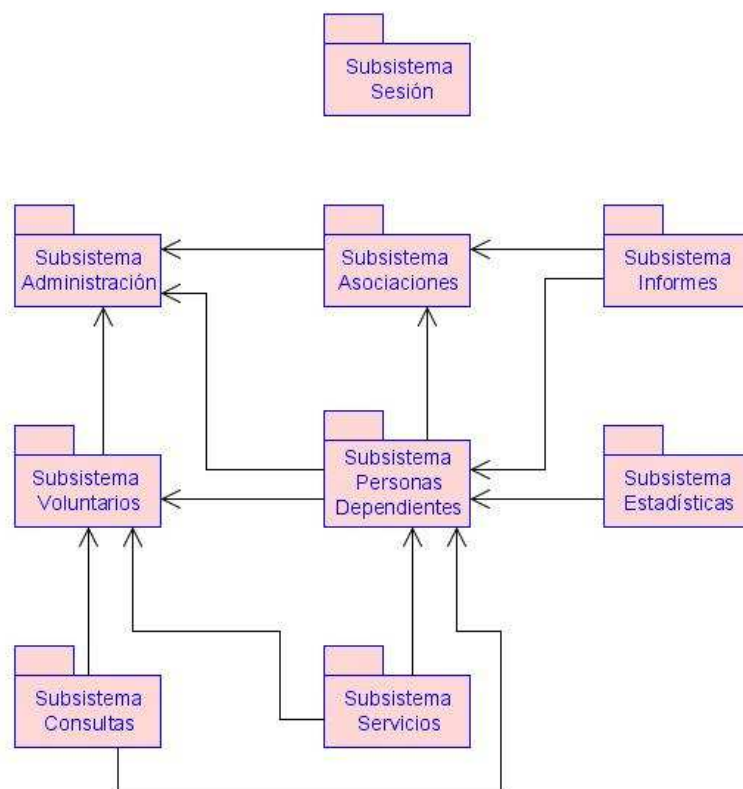 Subsistema
Sesión
Subsistema
Administración
Subsistema
Asociaciones
Subsistema
Informes
Subsistema
Voluntarios
Subsistema
Personas
Dependientes
Subsistema
Estadísticas
Subsistema
Consultas
Subsistema
Servicios